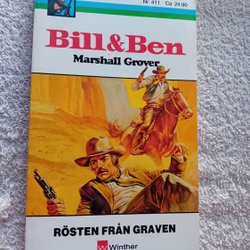 Nr 411 Ca 24:90
Bill&Ben
Marshall Grover
RÖSTEN FRÅN GRAVEN
Winther